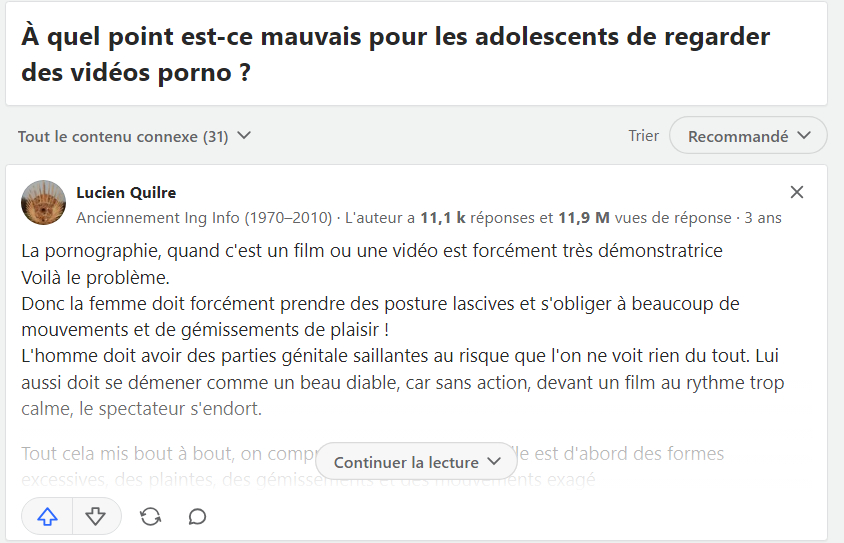 À quel point est-ce mauvais pour les adolescents de regarder
des vidéos porno ?
Tout le contenu connexe (31)
Trier
Recommandé
Lucien Quilre
Anciennement Ing Info (1970–2010) · L'auteur a 11,1 k réponses et 11,9 M vues de réponse · 3 ans
La pornographie, quand c'est un film ou une vidéo est forcément très démonstratrice
Voilà le problème.
Donc la femme doit forcément prendre des posture lascives et s'obliger à beaucoup de
mouvements et de gémissements de plaisir !
L'homme doit avoir des parties génitale saillantes au risque que l'on ne voit rien du tout. Lui
aussi doit se démener comme un beau diable, car sans action, devant un film au rythme trop
calme, le spectateur s'endort.
Tout cela mis bout à bout, on est d'abord des formes
Continuer la lecture
excessives, des plaintes, des gémissements et des mouvements exagé